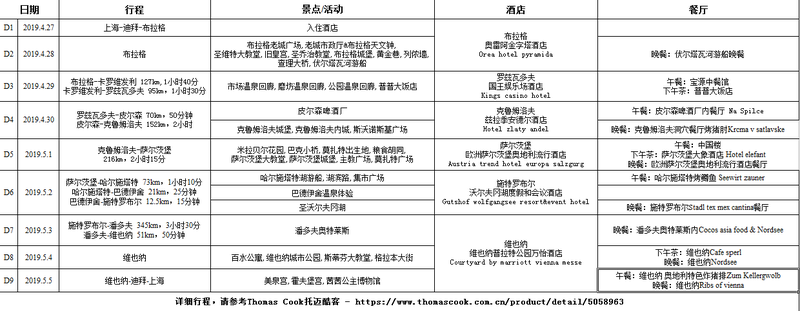 日期 行程 景点/活动 酒店 餐厅
D1 2019.4.27 上海-迪拜-布拉格 入住酒店
D2 2019.4.28 布拉格 布拉格老城广场, 老城市政厅&布拉格天文钟,
圣维特大教堂, 旧皇宫, 圣乔治教堂, 布拉格城堡, 黄金巷, 列侬墙,
查理大桥, 伏尔塔瓦河游船
布拉格
奥雷阿金字塔酒店
Orea hotel pyramida
晚餐: 伏尔塔瓦河游船晚餐
D3 2019.4.29 布拉格-卡罗维发利 127km,1小时40分
卡罗维发利-罗兹瓦多夫 95km, 1小时30分
市场温泉回廊, 磨坊温泉回廊, 公园温泉回廊, 普普大饭店
罗兹瓦多夫
国王娱乐场酒店
Kings casino hotel
午餐: 宝源中餐馆
下午茶: 普普大饭店
D4 2019.4.30 罗兹瓦多夫-皮尔森 70km, 50分钟
皮尔森-克鲁姆洛夫 152km, 2小时
皮尔森啤酒厂
克鲁姆洛夫城堡, 克鲁姆洛夫内城, 斯沃诺斯基广场
克鲁姆洛夫
兹拉泰安德尔酒店
Hotel zlaty andel
午餐: 皮尔森啤酒厂内餐厅 Na Spilce
晚餐: 克鲁姆洛夫洞穴餐厅烤猪肘Krcma v satlavske
D5 2019.5.1 克鲁姆洛夫-萨尔茨堡
216km, 2小时15分
米拉贝尔花园, 巴克小桥, 莫扎特出生地, 粮食胡同,
萨尔茨堡大教堂, 萨尔茨堡城堡, 主教广场, 莫扎特广场
萨尔茨堡
欧洲萨尔茨堡奥地利流行酒店
Austria trend hotel europa salzgurg
午餐: 中国楼
下午茶: 萨尔茨堡大象酒店 Hotel elefant
晚餐: 欧洲萨尔茨堡奥地利流行酒店餐厅
D6 2019.5.2 萨尔茨堡-哈尔施塔特 73km, 1小时10分
哈尔施塔特-巴德伊舍 21km, 25分钟
巴德伊舍-施特罗布尔 12.5km, 15分钟
哈尔施塔特湖游船, 湖滨路, 集市广场
巴德伊舍温泉体验
圣沃尔夫冈湖
施特罗布尔
沃尔夫冈湖度假和会议酒店
Gutshof wolfgangsee resort&event hotel
午餐: 哈尔施塔特烤鳟鱼 Seewirt zauner
晚餐: 施特罗布尔Stadl tex mex cantina餐厅
D7 2019.5.3 施特罗布尔-潘多夫 345km, 3小时30分
潘多夫-维也纳 51km, 50分钟
潘多夫奥特莱斯
维也纳
维也纳普拉特公园万怡酒店
Courtyard by marriott vienna messe
晚餐: 潘多夫奥特莱斯内Cocos asia food & Nordsee
D8 2019.5.4 维也纳 百水公寓, 维也纳城市公园, 斯蒂芬大教堂, 格拉本大街
下午茶: 维也纳Cafe sperl
晚餐: 维也纳Nordsee
D9 2019.5.5 维也纳-迪拜-上海 美泉宫, 霍夫堡宫, 茜茜公主博物馆
午餐: 维也纳 奥地利特色炸猪排Zum Kellergwolb
晚餐: 维也纳Ribs of vienna
详细行程, 请参考Thomas Cook托迈酷客 - https://www.thomascook.com.cn/product/detail/5058963